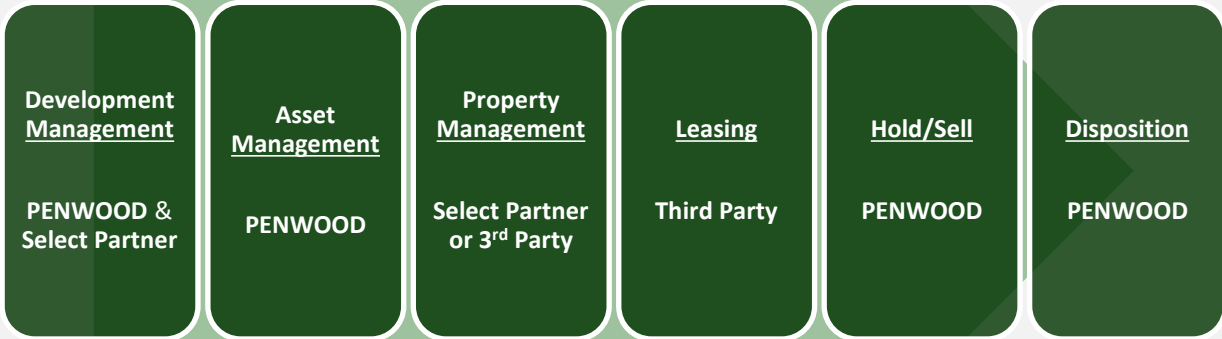 Development
Management
PENWOOD &
Select Partner
Asset
Management
PENWOOD
Property
Management
Select Partner
or 3rd Party
Leasing
Third Party
Hold/Sell
PENWOOD
Disposition
PENWOOD